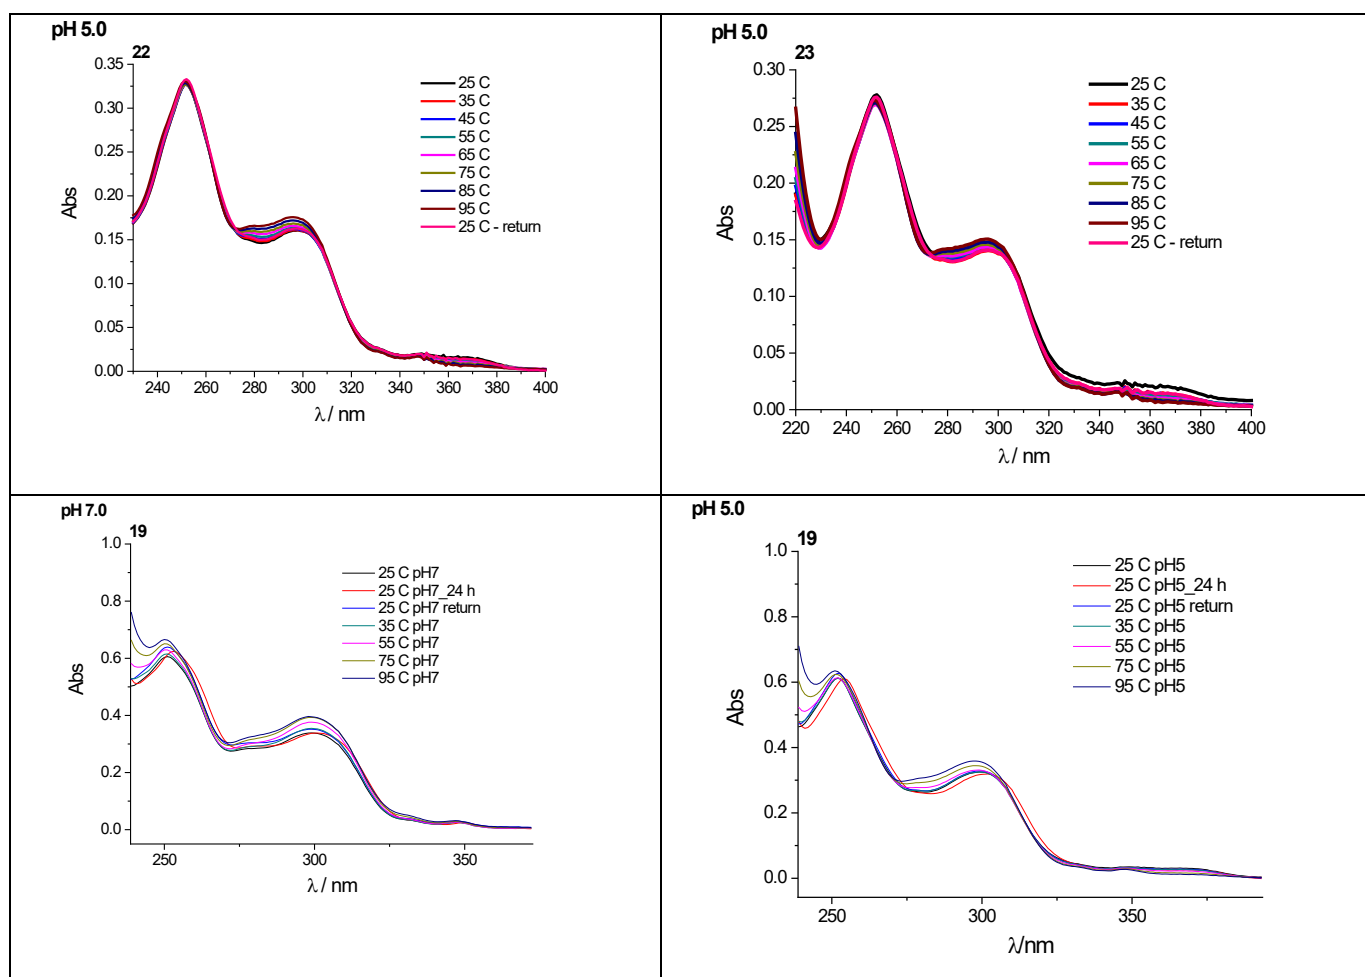 pH 5.0
22
0.35
0.30
0.25
0.20
0.15
0.10
0.05
0.00
Abs
240 260 280 300 320 340 360 380 400
λ / nm
25 C
35 C
45 C
55 C
65 C
75 C
85 C
95 C
25 C - return
pH 5.0
23
0.30
0.25
0.20
0.15
0.10
0.05
0.00
Abs
220 240 260 280 300 320 340 360 380 400
λ / nm
25 C
35 C
45 C
55 C
65 C
75 C
85 C
95 C
25 C - return
pH 7.0
19
1.0
0.8
0.6
0.4
0.2
0.0
Abs
250 300 350
λ / nm
25 C pH7
25 C pH7_24 h
25 C pH7 return
35 C pH7
55 C pH7
75 C pH7
95 C pH7
pH 5.0
19
1.0
0.8
0.6
0.4
0.2
0.0
Abs
250 300 350
λ/nm
25 C pH5
25 C pH5_24 h
25 C pH5 return
35 C pH5
55 C pH5
75 C pH5
95 C pH5